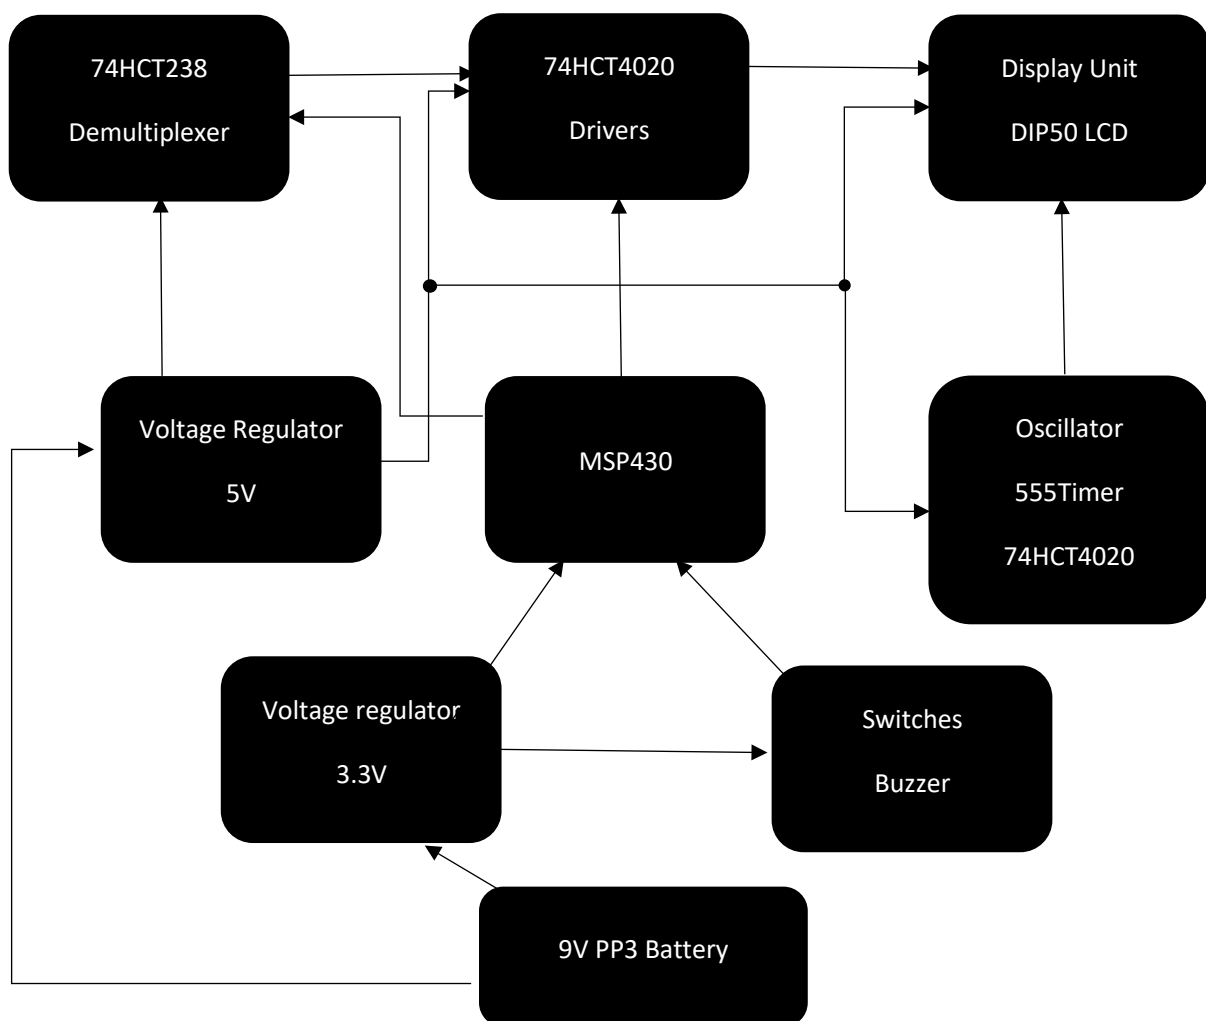 74HCT238
Demultiplexer
74HCT4020
Drivers
Display Unit
DIP50 LCD
Voltage Regulator
5V
MSP430
Oscillator
555Timer
74HCT4020
Voltage regulator
3.3V
Switches
Buzzer
9V PP3 Battery